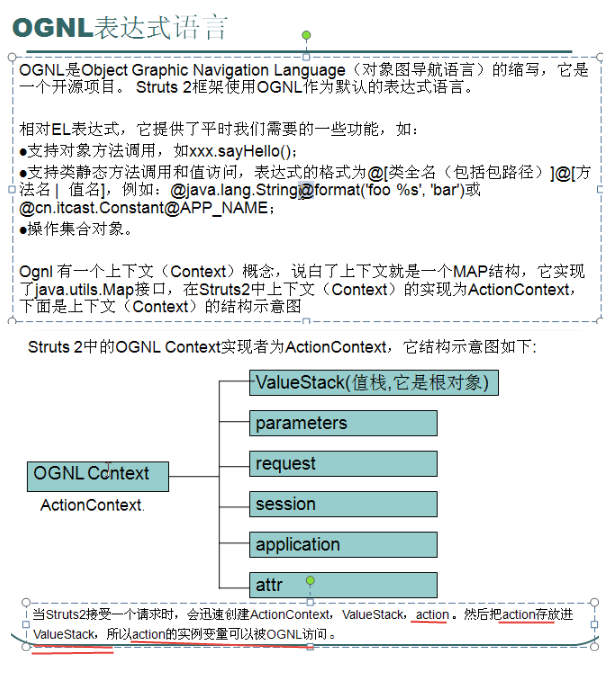 OGNL表达式语言
OGNL是Object Graphic Navigation Language（对象图导航语言）的缩写，它是
一个开源项目。 Struts 2框架使用OGNL作为默认的表达式语言。
相对EL表达式，它提供了平时我们需要的一些功能，如：
●支持对象方法调用，如xxx.sayHello()；
●支持类静态方法调用和值访问，表达式的格式为@[类全名（包括包路径）]@[方
法名 | 值名]，例如：@java.lang.String@format('foo %s', 'bar')或
@cn.itcast.Constant@APP_NAME；
●操作集合对象。
Ognl 有一个上下文（Context）概念，说白了上下文就是一个MAP结构，它实现
了java.utils.Map接口，在Struts2中上下文（Context）的实现为ActionContext，
下面是上下文（Context）的结构示意图
Struts 2中的OGNL Context实现者为ActionContext，它结构示意图如下:
ValueStack(值栈,它是根对象)
parameters
request
OGNL Context
session
ActionContext.
application
attr
当Struts2接受一个请求时，会迅速创建ActionContext，ValueStack，action 。然后把action存放进
ValueStack，所以action的实例变量可以被OGNL访问 。